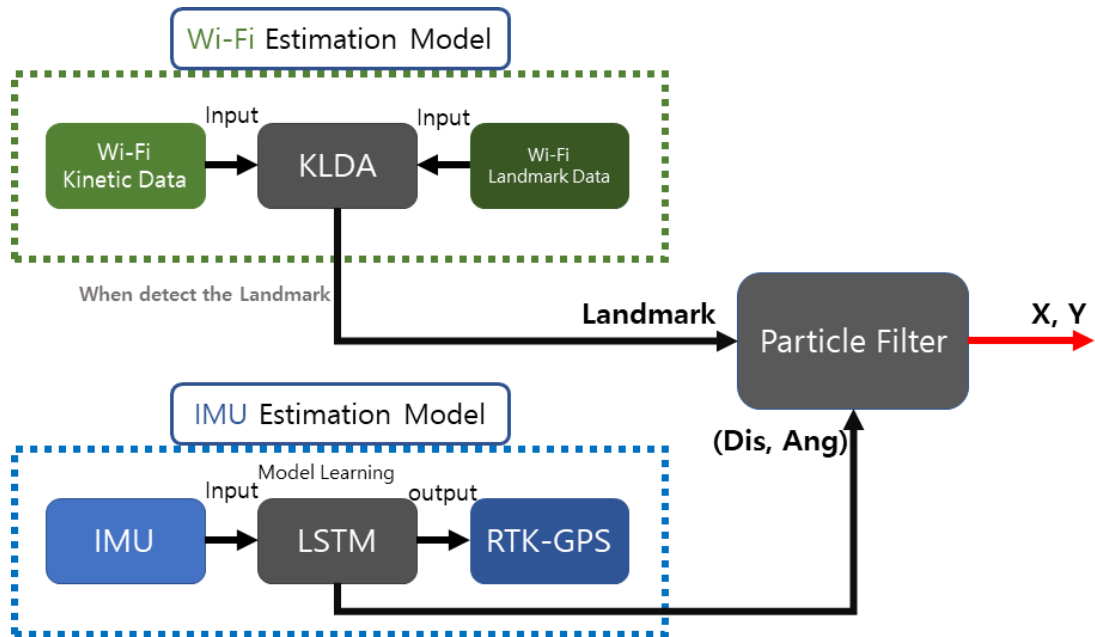 Wi-Fi Estimation Model
Input
Input
Wi-Fi
Kinetic Data
KLDA
Wi-Fi
Landmark Data
When detect the Landmark
Landmark
Particle Filter
X, Y
IMU Estimation Model
(Dis, Ang)
Model Learning
Input
output
IMU
LSTM
RTK-GPS